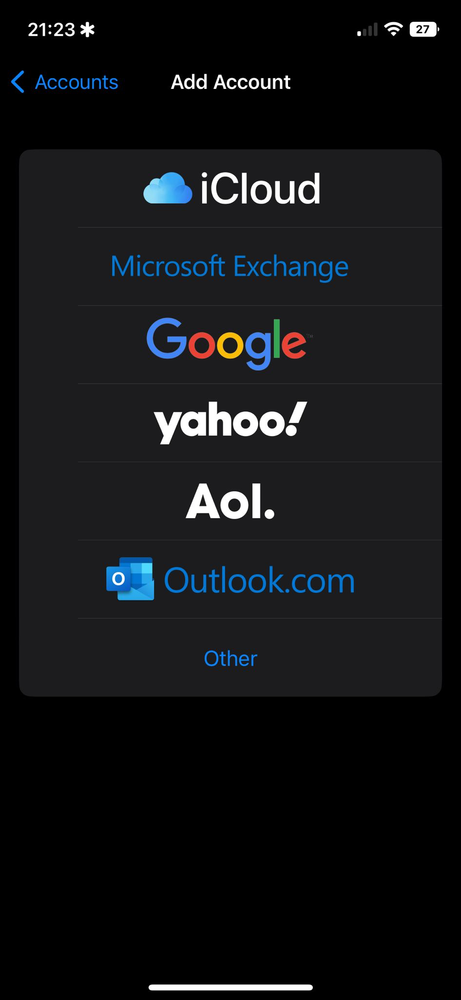 21:23
27
Accounts
Add Account
iCloud
Microsoft Exchange
Google
yahoo!
Aol.
O Outlook.com
Other